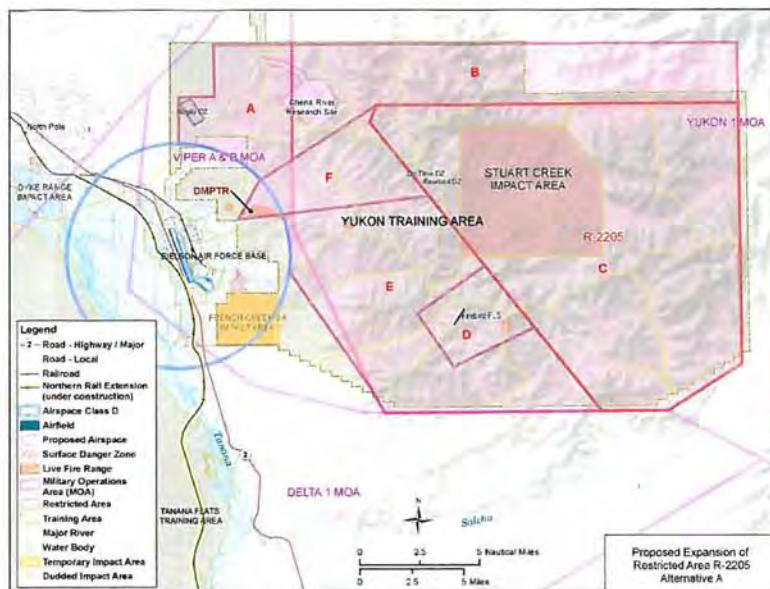 B
A
Chena River
Research Site
North Pole
YUKON 1 MOA
VIPER A & B MOA
F
STUART CREEK
IMPACT AREA
DYKE RANGE
IMPACT AREA
DMPTR
YUKON TRAINING AREA
R-2205
EIELSON AIR FORCE BASE
C
E
D
IMPACT AREA
Legend
2 Road - Highway / Major
Road - Local
Railroad
Northern Rail Extension
(under construction)
Airspace Class D
Airfield
Proposed Airspace
Surface Danger Zone
Live Fire Range
Military Operations
Area (MOA)
Restricted Area
Training Area
Major River
Water Body
Temporary Impact Area
Dudded Impact Area
Tanana
2
TANANA FLATS
TRAINING AREA
DELTA 1 MOA
N
Salcha
0 2.5 5 Nautical Miles
0 2.5 5 Miles
Proposed Expansion of
Restricted Area R-2205
Alternative A